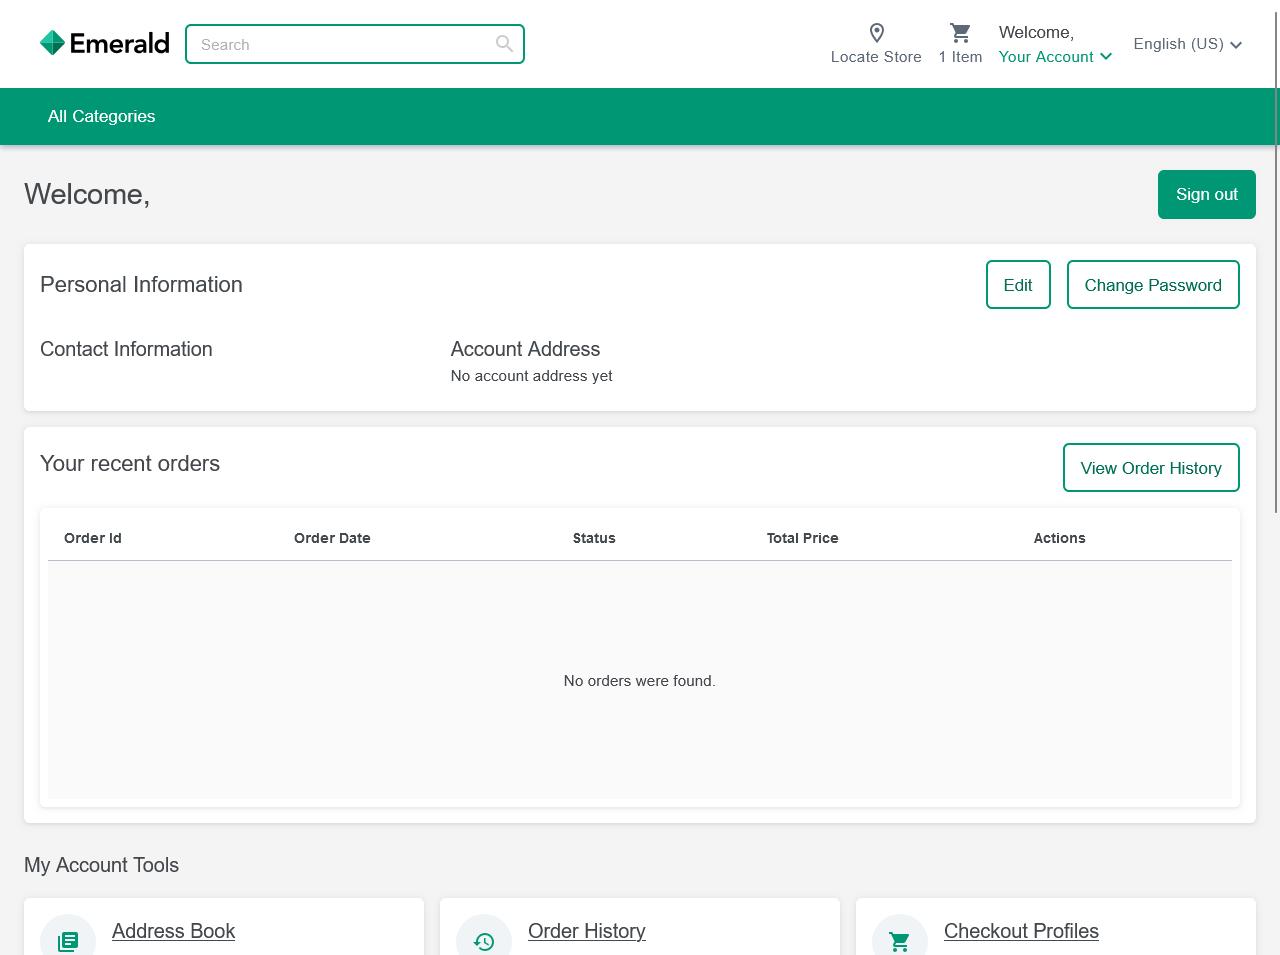 Emerald
Search
Locate Store
1 Item
Welcome,
Your Account
English (US)
All Categories
Welcome,
Sign out
Personal Information
Edit
Change Password
Contact Information
Account Address
No account address yet
Your recent orders
View Order History
Order Id Order Date Status Total Price Actions
No orders were found.
My Account Tools
Address Book
Order History
Checkout Profiles